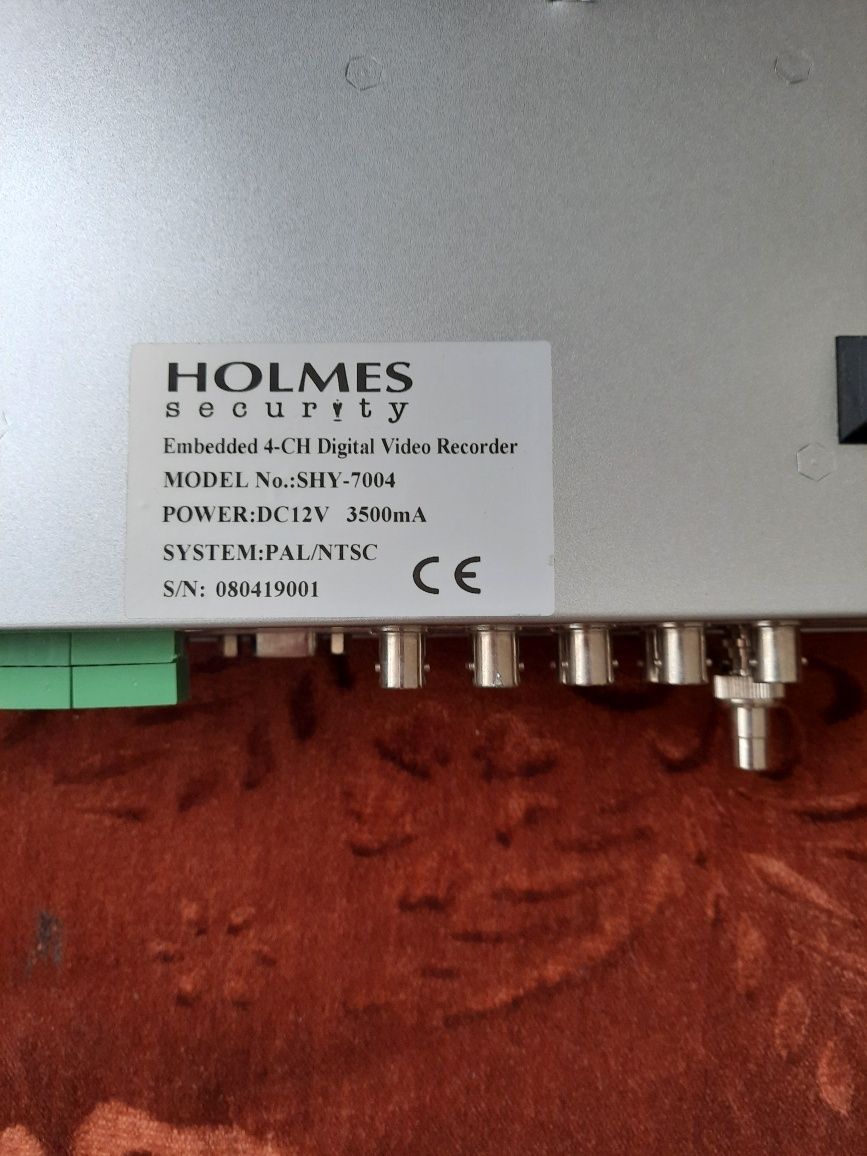 HOLMES
security
Embedded 4-CH Digital Video Recorder
MODEL No.:SHY-7004
POWER:DC12V 3500mA
SYSTEM:PAL/NTSC
CE
S/N: 080419001